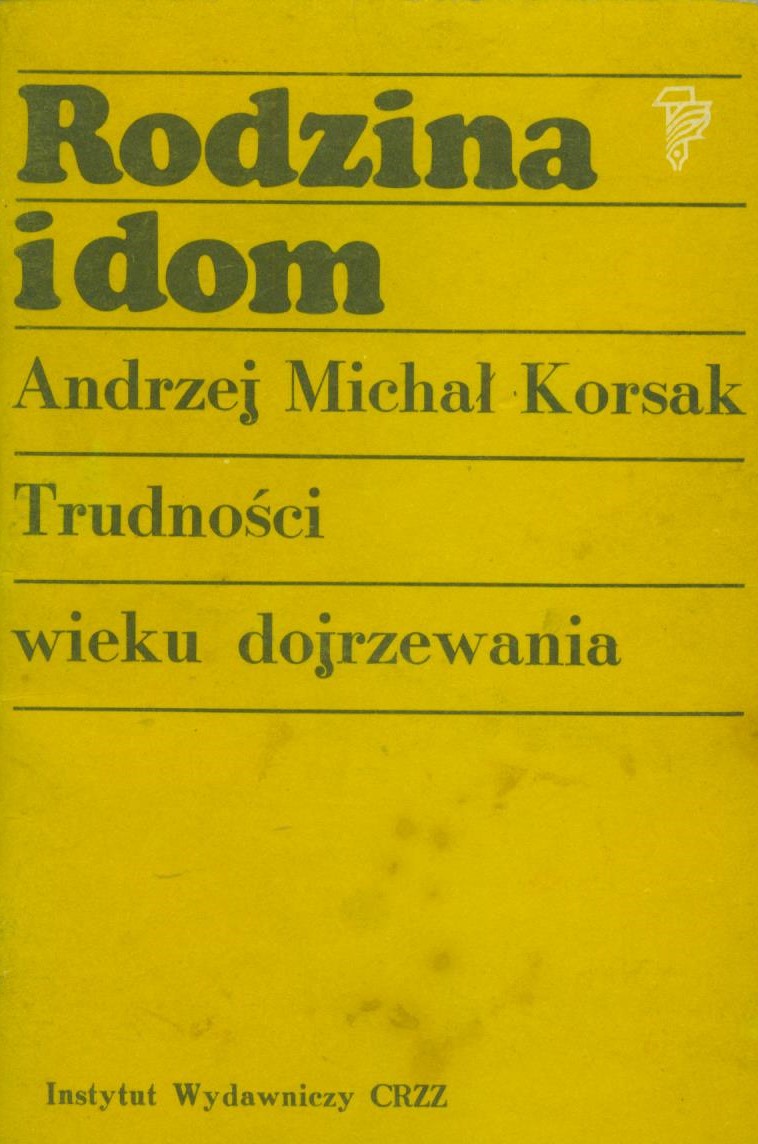 Rodzina
i dom
Andrzej Michał Korsak
Trudności
wieku dojrzewania
Instytut Wydawniczy CRZZ